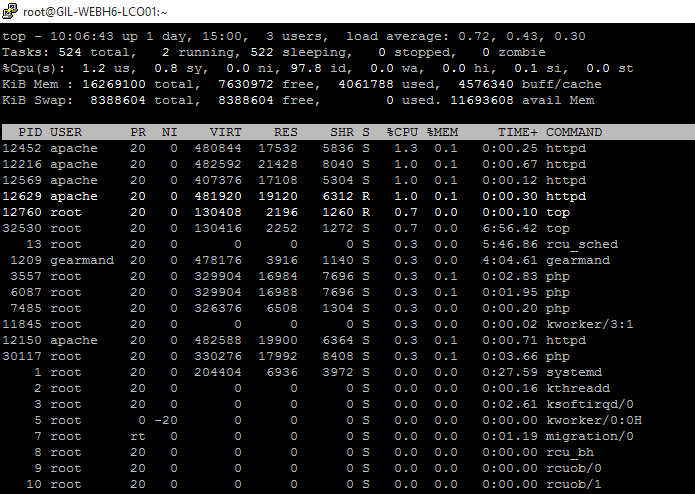 root@GIL-WEBH6-LCO01:~
top - 10:06:43 up 1 day, 15:00,  3 users,  load average: 0.72, 0.43, 0.30
Tasks: 524 total,   2 running, 522 sleeping,   0 stopped,   0 zombie
%Cpu(s):  1.2 us,  0.8 sy,  0.0 ni, 97.8 id,  0.0 wa,  0.0 hi,  0.1 si,  0.0 st
KiB Mem : 16269100 total,  7630972 free,  4061788 used,  4576340 buff/cache
KiB Swap:  8388604 total,  8388604 free,        0 used. 11693608 avail Mem
PID USER      PR  NI    VIRT    RES    SHR S  %CPU %MEM     TIME+ COMMAND
12452 apache    20   0  480844  17532   5836 S   1.3  0.1   0:00.25 httpd
12216 apache    20   0  482592  21428   8040 S   1.0  0.1   0:00.67 httpd
12569 apache    20   0  407376  17108   5304 S   1.0  0.1   0:00.12 httpd
12629 apache    20   0  481920  19120   6312 R   1.0  0.1   0:00.30 httpd
12760 root      20   0  130408   2196   1260 R   0.7  0.0   0:00.10 top
32530 root      20   0  130416   2252   1272 S   0.7  0.0   6:56.42 top
13 root      20   0       0      0      0 S   0.3  0.0   5:46.86 rcu_sched
1209 gearmand  20   0  478176   3916   1140 S   0.3  0.0   4:04.61 gearmand
3557 root      20   0  329904  16984   7696 S   0.3  0.1   0:02.83 php
6087 root      20   0  329904  16988   7696 S   0.3  0.1   0:01.95 php
7485 root      20   0  326376   6508   1304 S   0.3  0.0   0:00.20 php
11845 root      20   0       0      0      0 S   0.3  0.0   0:00.02 kworker/3:1
12150 apache    20   0  482588  19900   6364 S   0.3  0.1   0:00.71 httpd
30117 root      20   0  330276  17992   8408 S   0.3  0.1   0:03.66 php
1 root      20   0  204404   6936   3972 S   0.0  0.0   0:27.59 systemd
2 root      20   0       0      0      0 S   0.0  0.0   0:00.16 kthreadd
3 root      20   0       0      0      0 S   0.0  0.0   0:02.61 ksoftirqd/0
5 root       0 -20       0      0      0 S   0.0  0.0   0:00.00 kworker/0:0H
7 root      rt   0       0      0      0 S   0.0  0.0   0:01.19 migration/0
8 root      20   0       0      0      0 S   0.0  0.0   0:00.00 rcu_bh
9 root      20   0       0      0      0 S   0.0  0.0   0:00.00 rcuob/0
10 root      20   0       0      0      0 S   0.0  0.0   0:00.00 rcuob/1